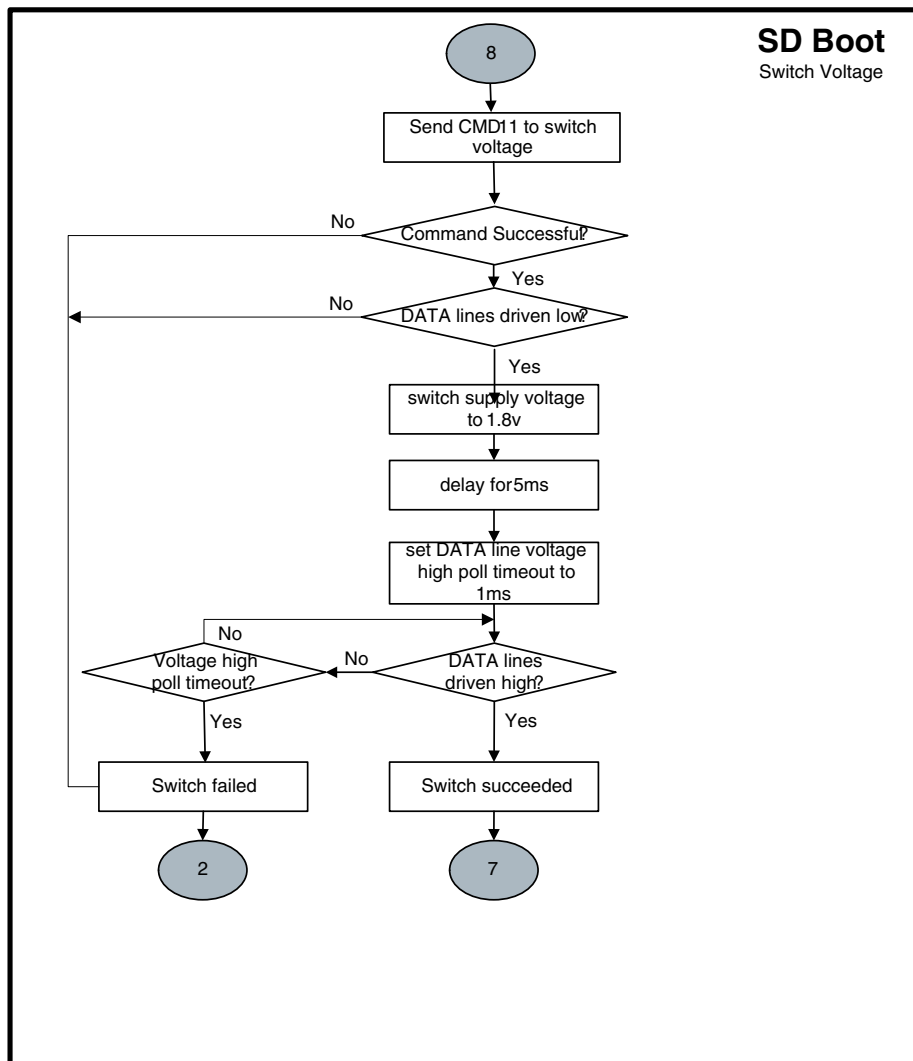 SD Boot
Switch Voltage
8
Send CMD11 to switch
voltage
No
Command Successful?
Yes
No
DATA lines driven low?
Yes
switch supply voltage
to 1.8v
delay for5ms
set DATA line voltage
high poll timeout to
1ms
No
Voltage high
poll timeout?
No
DATA lines
driven high?
Yes
Yes
Switch failed
Switch succeeded
2
7